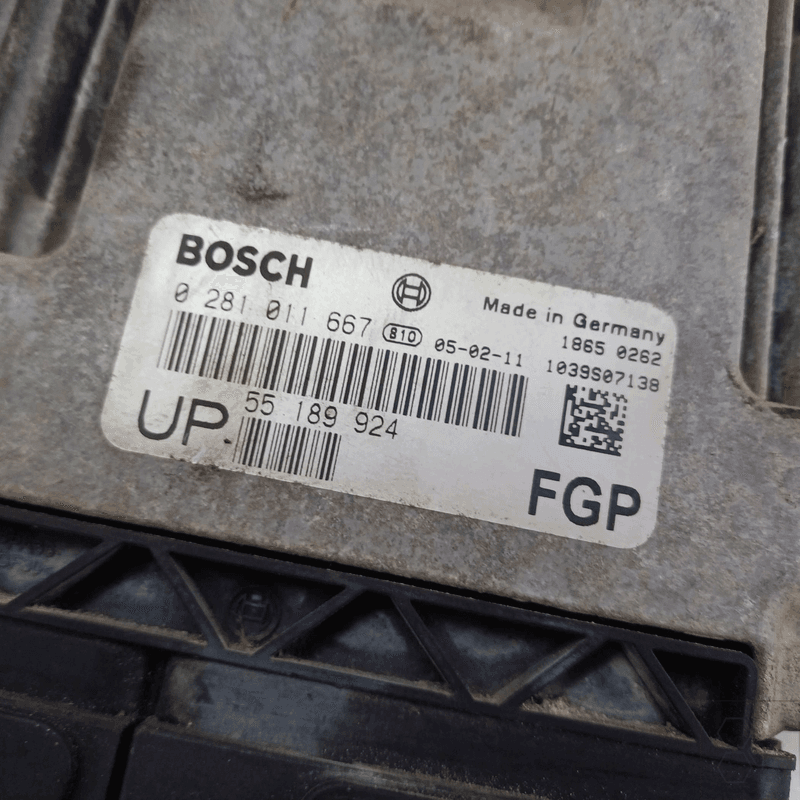 BOSCH
Made in Germany
0 281 011 667 810 05-02-11
1865 0262
1039S07138
UP 55 189 924
FGP